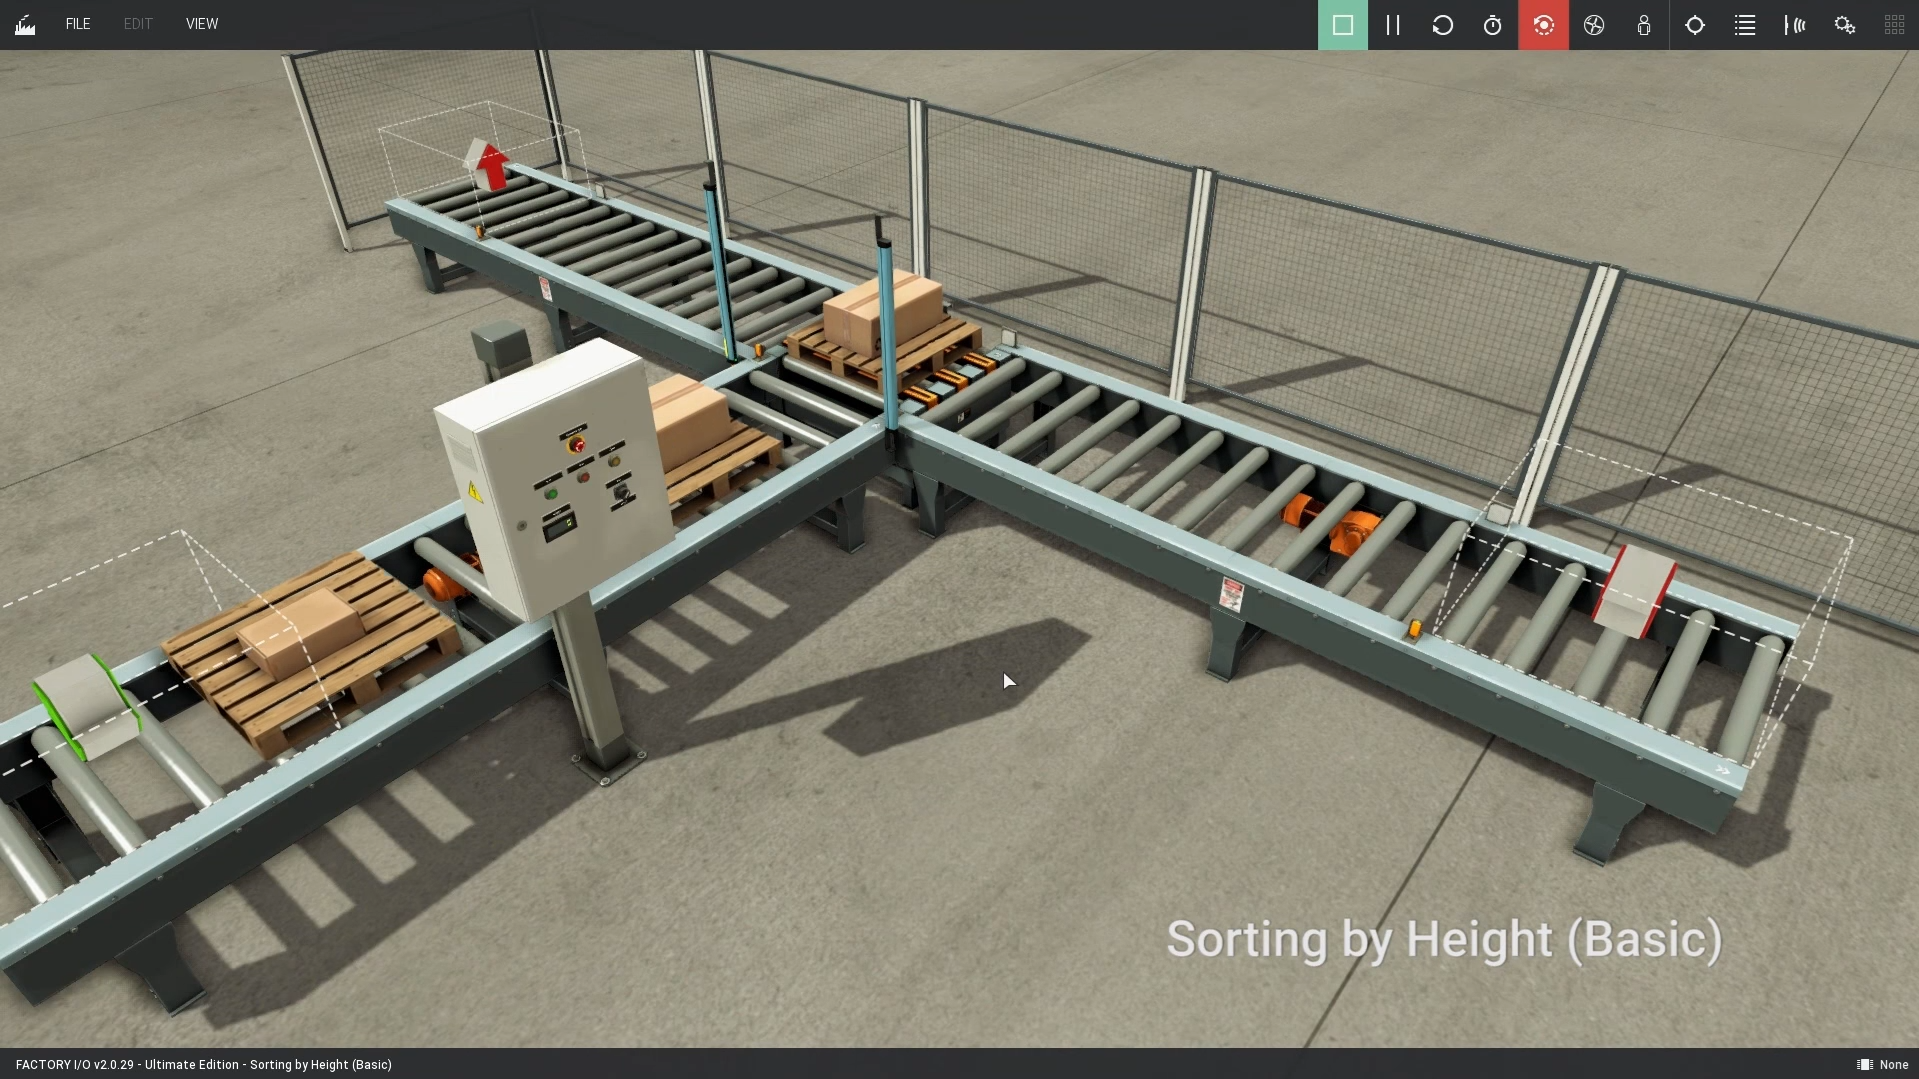 FILE EDIT VIEW
Sorting by Height (Basic)
FACTORY I/O v2.0.29 - Ultimate Edition - Sorting by Height (Basic)
None